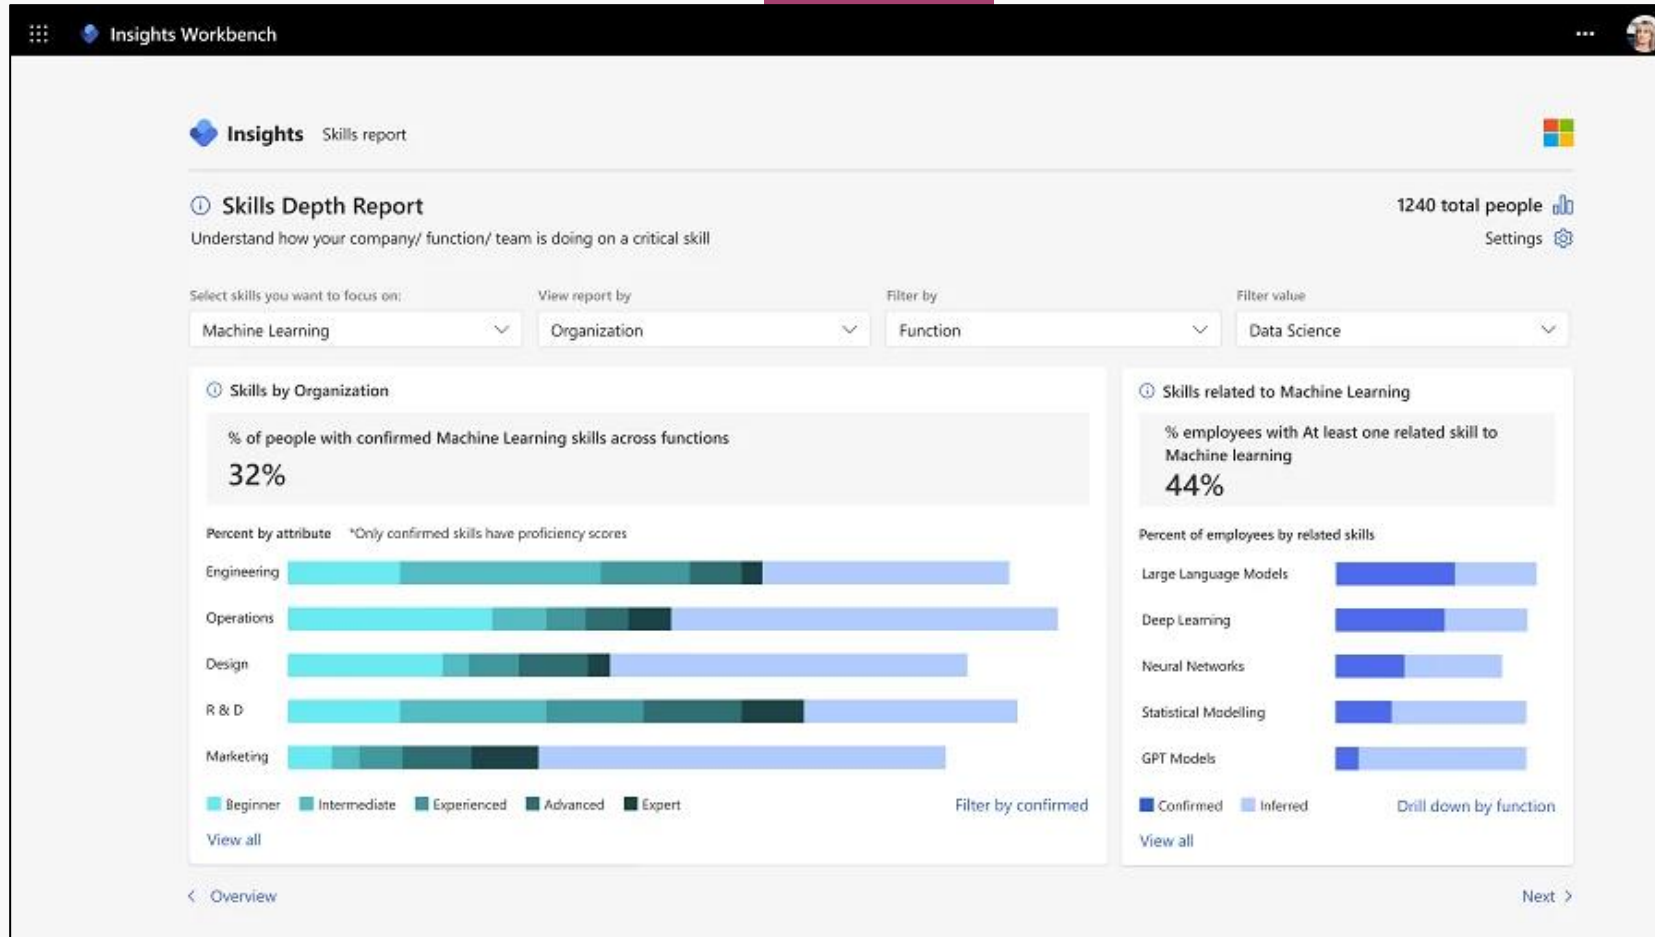 Insights Workbench
Insights Skills report
Skills Depth Report
1240 total people
Understand how your company/ function/ team is doing on a critical skill
Settings
Select skills you want to focus on:
View report by
Filter by
Filter value
Machine Learning
Organization
Function
Data Science
Skills by Organization
% of people with confirmed Machine Learning skills across functions
32%
Percent by attribute *Only confirmed skills have proficiency scores
Engineering
Operations
Design
R & D
Marketing
Beginner Intermediate Experienced Advanced Expert
Filter by confirmed
View all
Skills related to Machine Learning
% employees with At least one related skill to
Machine learning
44%
Percent of employees by related skills
Large Language Models
Deep Learning
Neural Networks
Statistical Modelling
GPT Models
Confirmed Inferred
Drill down by function
View all
Overview
Next